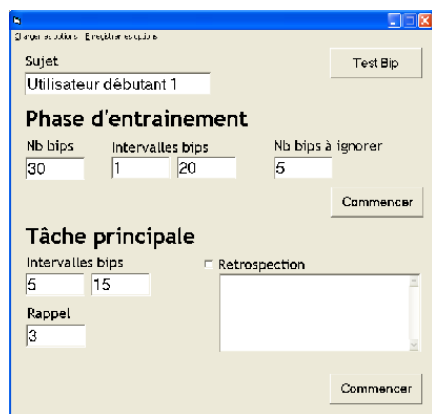 Charger les options Enregistrer les options
Sujet
Test Bip
Utilisateur débutant 1
Phase d'entrainement
Nb bips Intervalles bips Nb bips à ignorer
30 1 20 5
Commencer
Tâche principale
Intervalles bips Retrospection
5 15
Rappel
3
Commencer